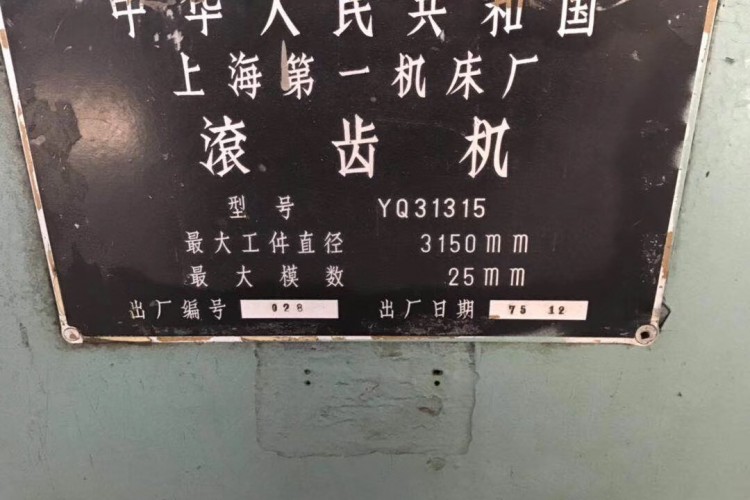 中华人民共和国
上海第一机床厂
滚齿机
型号 YQ31315
最大工件直径 3150mm
最大模数 25mm
出厂编号 028 出厂日期 75 12